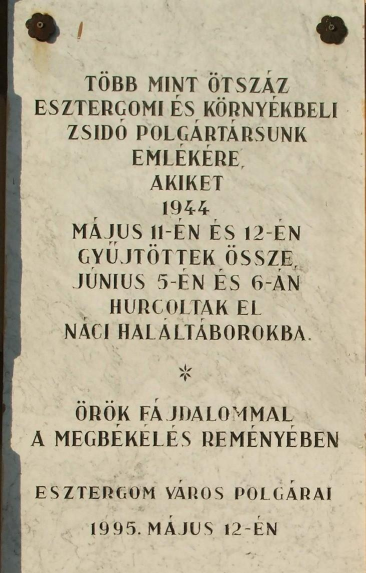 TÖBB MINT ÖTSZÁZ
ESZTERGOMI ÉS KÖRNYÉKBELI
ZSIDÓ POLGÁRTÁRSUNK
EMLÉKÉRE,
AKIKET
1944
MÁJUS 11-ÉN ÉS 12-ÉN
GYŰJTÖTTEK ÖSSZE,
JÚNIUS 5-ÉN ÉS 6-ÁN
HURCOLTAK EL
NÁCI HALÁLTÁBOROKBA.
ÖRÖK FÁJDALOMMAL
A MEGBÉKÉLÉS REMÉNYÉBEN
ESZTERGOM VÁROS POLGÁRAI
1995. MÁJUS 12-ÉN